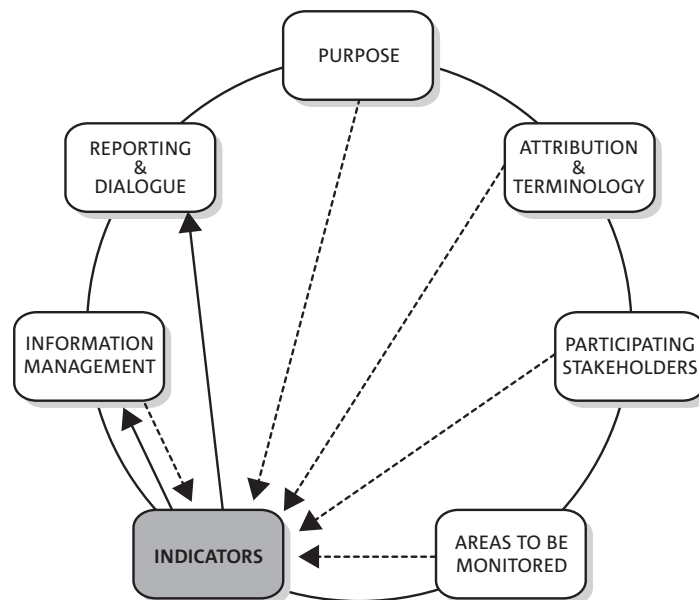 PURPOSE
REPORTING
&
DIALOGUE
ATTRIBUTION
&
TERMINOLOGY
INFORMATION
MANAGEMENT
PARTICIPATING
STAKEHOLDERS
INDICATORS
AREAS TO BE
MONITORED